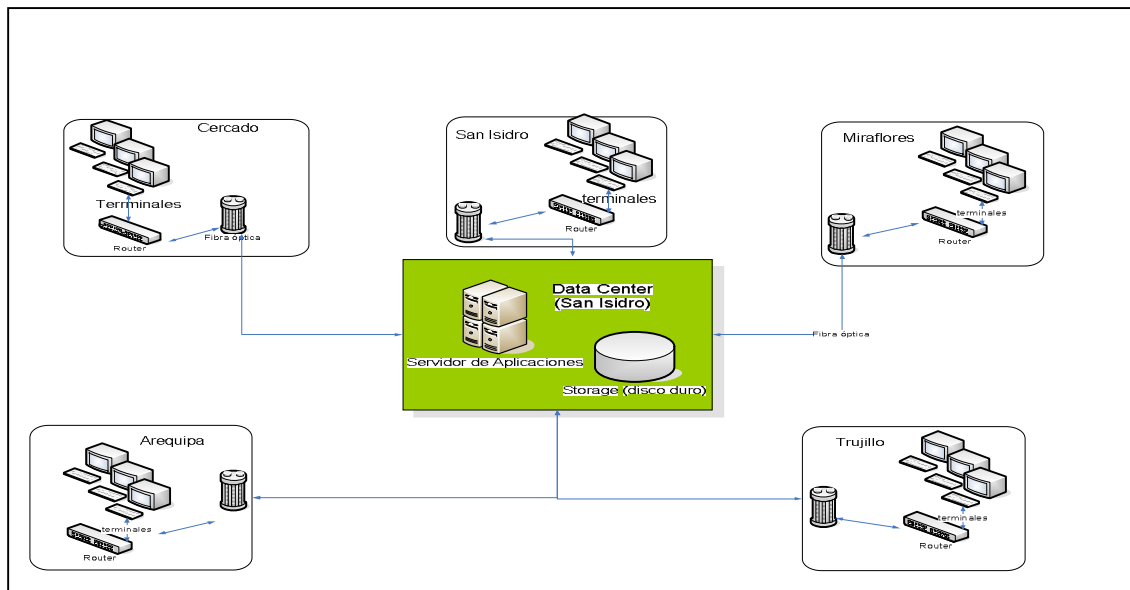 Cercado
Terminales
Router
Fibra óptica
San Isidro
terminales
Router
Miraflores
terminales
Router
Data Center
(San Isidro)
Servidor de Aplicaciones
Storage (disco duro)
Fibra óptica
Arequipa
terminales
Router
Trujillo
terminales
Router